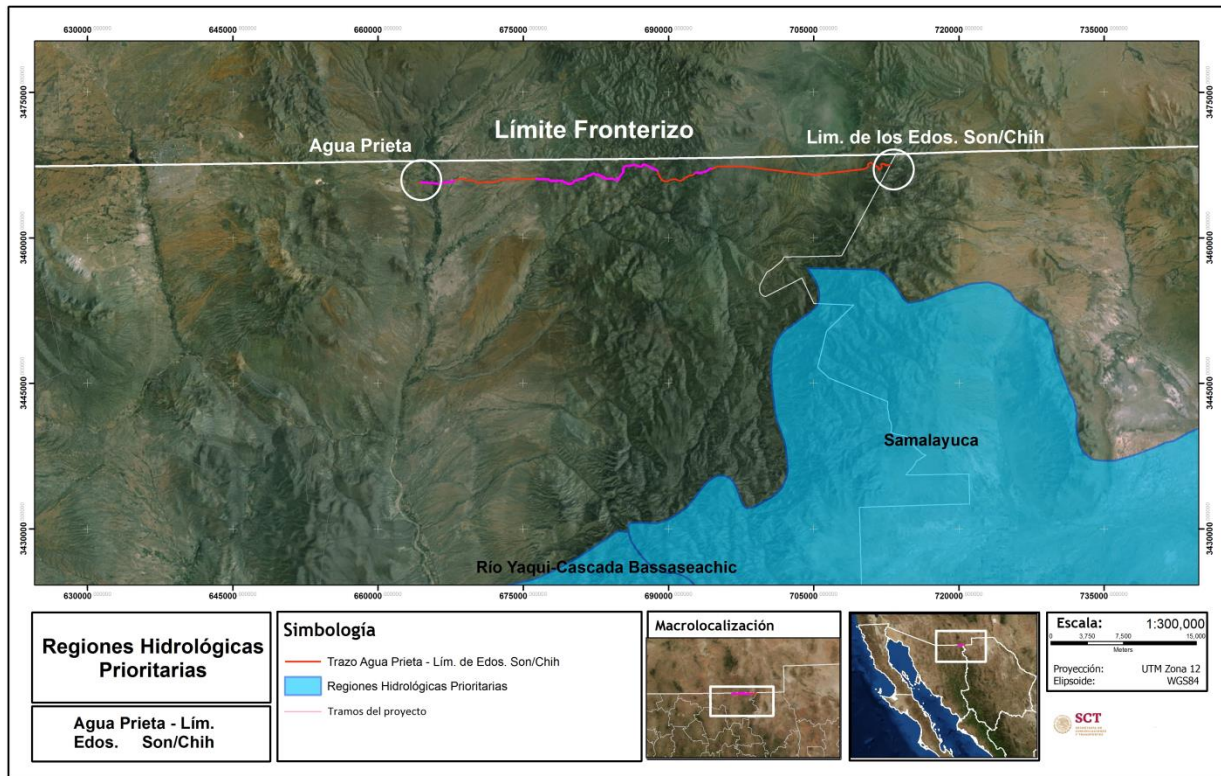 630000 645000 660000 675000 690000 705000 720000 735000
3475000 3475000
Límite Fronterizo
Agua Prieta
Lim. de los Edos. Son/Chih
3460000 3460000
3445000 3445000
Samalayuca
3430000 3430000
Río Yaqui-Cascada Bassaseachic
630000 645000 660000 675000 690000 705000 720000 735000
Regiones Hidrológicas
Prioritarias
Agua Prieta - Lím.
Edos. Son/Chih
Simbología
Trazo Agua Prieta - Lím. de Edos. Son/Chih
Regiones Hidrológicas Prioritarias
Tramos del proyecto
Macrolocalización
Escala: 1:300,000
0 3,750 7,500 15,000
Meters
Proyección: UTM Zona 12
Elipsoide: WGS84
SCT